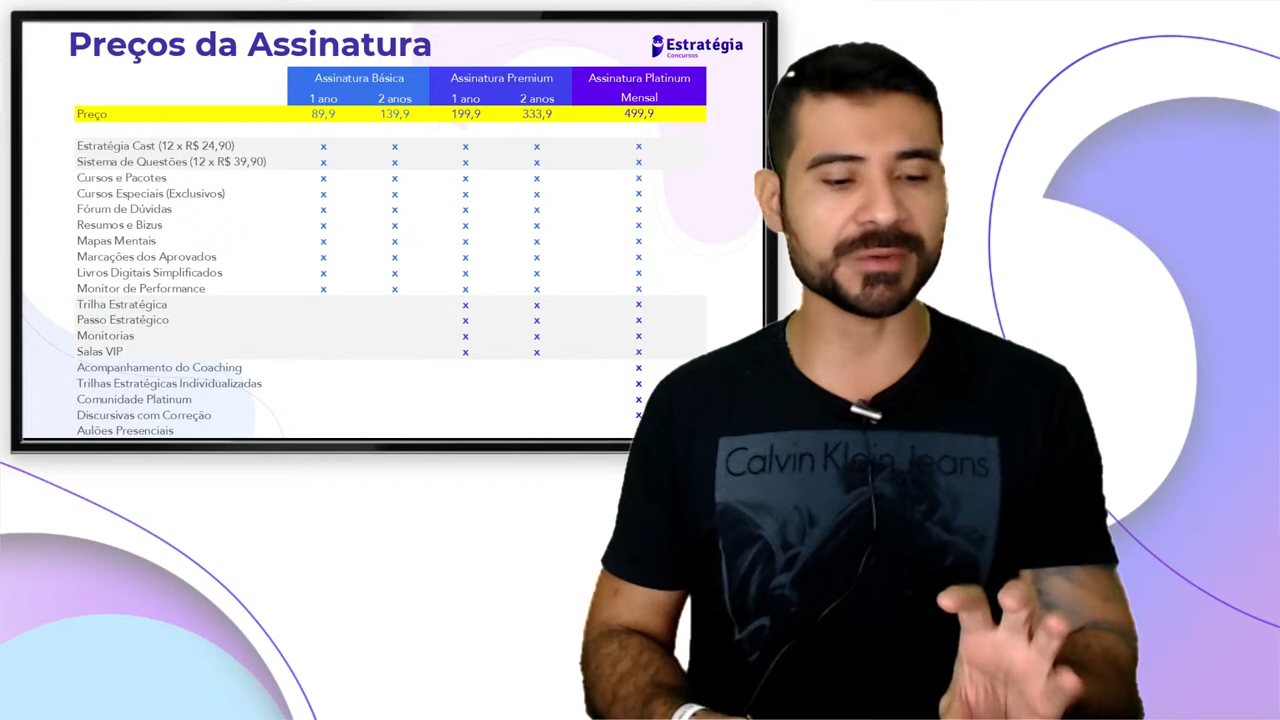 Preços da Assinatura
Estratégia
Concursos
Assinatura Básica Assinatura Premium Assinatura Platinum
1 ano 2 anos 1 ano 2 anos Mensal
Preço 89,9 139,9 199,9 333,9 499,9
Estratégia Cast (12 x R$ 24,90) x x x x x
Sistema de Questões (12 x R$ 39,90) x x x x x
Cursos e Pacotes x x x x x
Cursos Especiais (Exclusivos) x x x x x
Fórum de Dúvidas x x x x x
Resumos e Bizus x x x x x
Mapas Mentais x x x x x
Marcações dos Aprovados x x x x x
Livros Digitais Simplificados x x x x x
Monitor de Performance x x x x x
Trilha Estratégica x x x
Passo Estratégico x x x
Monitorias x x x
Salas VIP x x x
Acompanhamento do Coaching x
Trilhas Estratégicas Individualizadas x
Comunidade Platinum x
Discursivas com Correção x
Aulões Presenciais
Calvin Klein Jeans